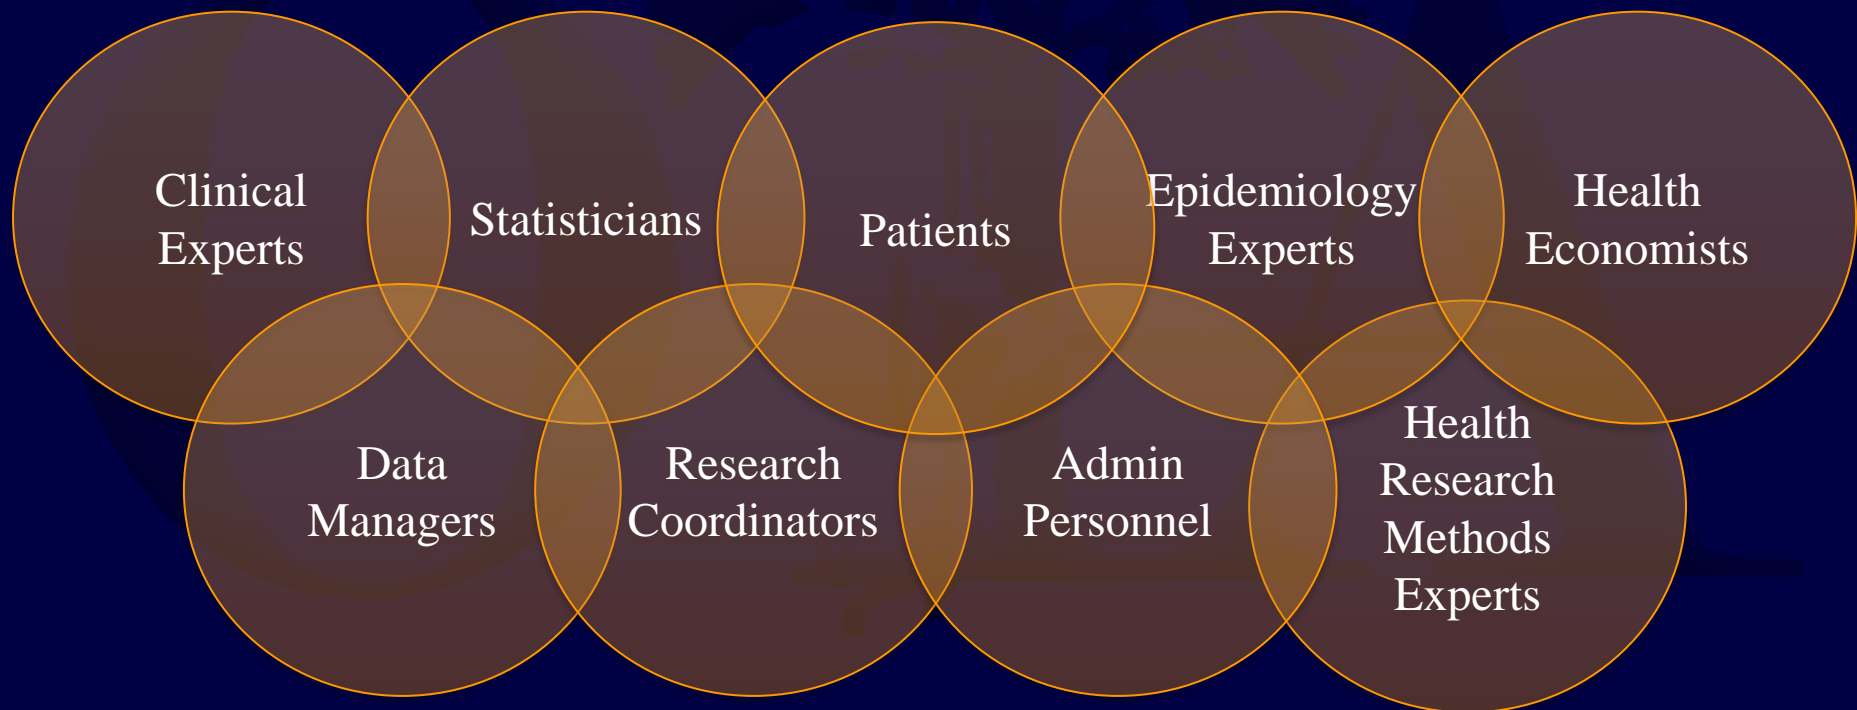 Clinical
Experts
Statisticians
Patients
Epidemiology
Experts
Health
Economists
Data
Managers
Research
Coordinators
Admin
Personnel
Health
Research
Methods
Experts